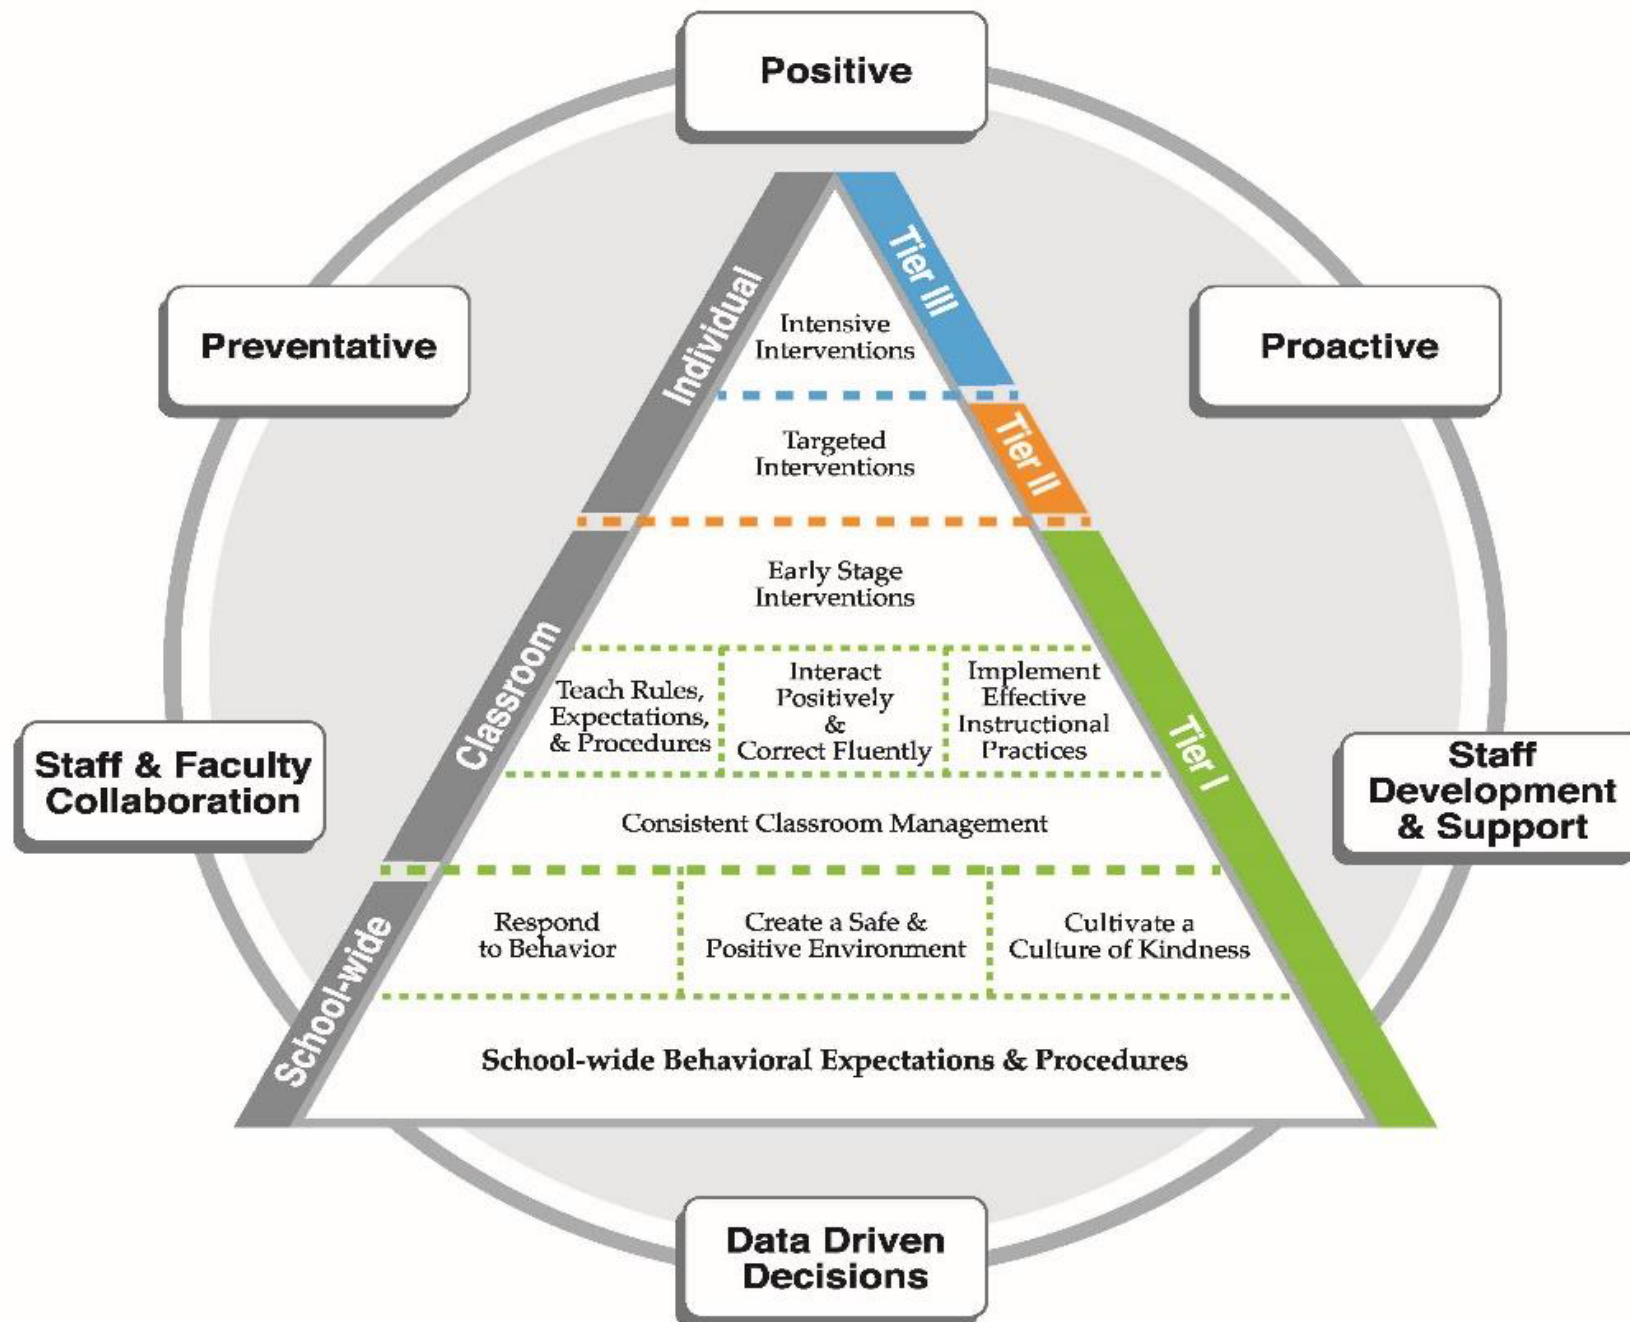 Positive
Preventative
Proactive
Individual
Tier III
Intensive
Interventions
Tier II
Targeted
Interventions
Classroom
Tier I
Early Stage
Interventions
Teach Rules,
Expectations,
& Procedures
Interact
Positively
&
Correct Fluently
Implement
Effective
Instructional
Practices
Staff & Faculty
Collaboration
Staff
Development
& Support
Consistent Classroom Management
School-wide
Respond
to Behavior
Create a Safe &
Positive Environment
Cultivate a
Culture of Kindness
School-wide Behavioral Expectations & Procedures
Data Driven
Decisions